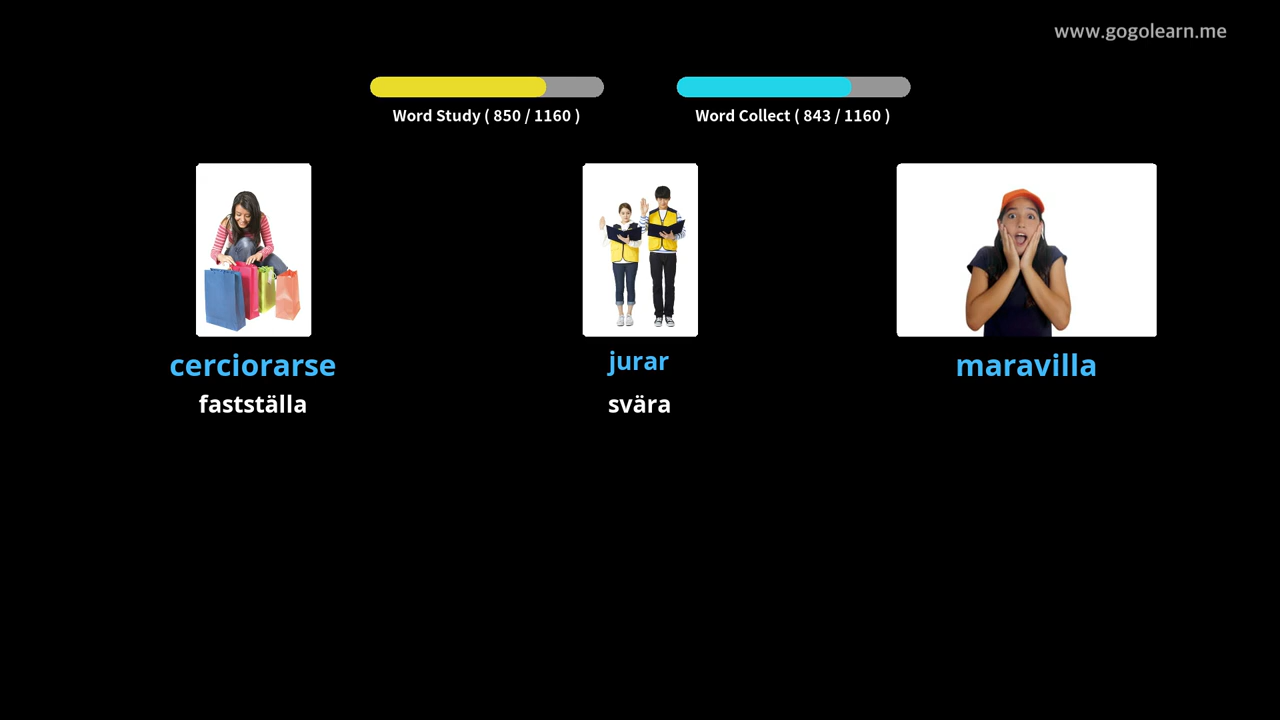 www.gogolearn.me
Word Study ( 850 / 1160 )
Word Collect ( 843 / 1160 )
cerciorarse
fastställa
jurar
svära
maravilla